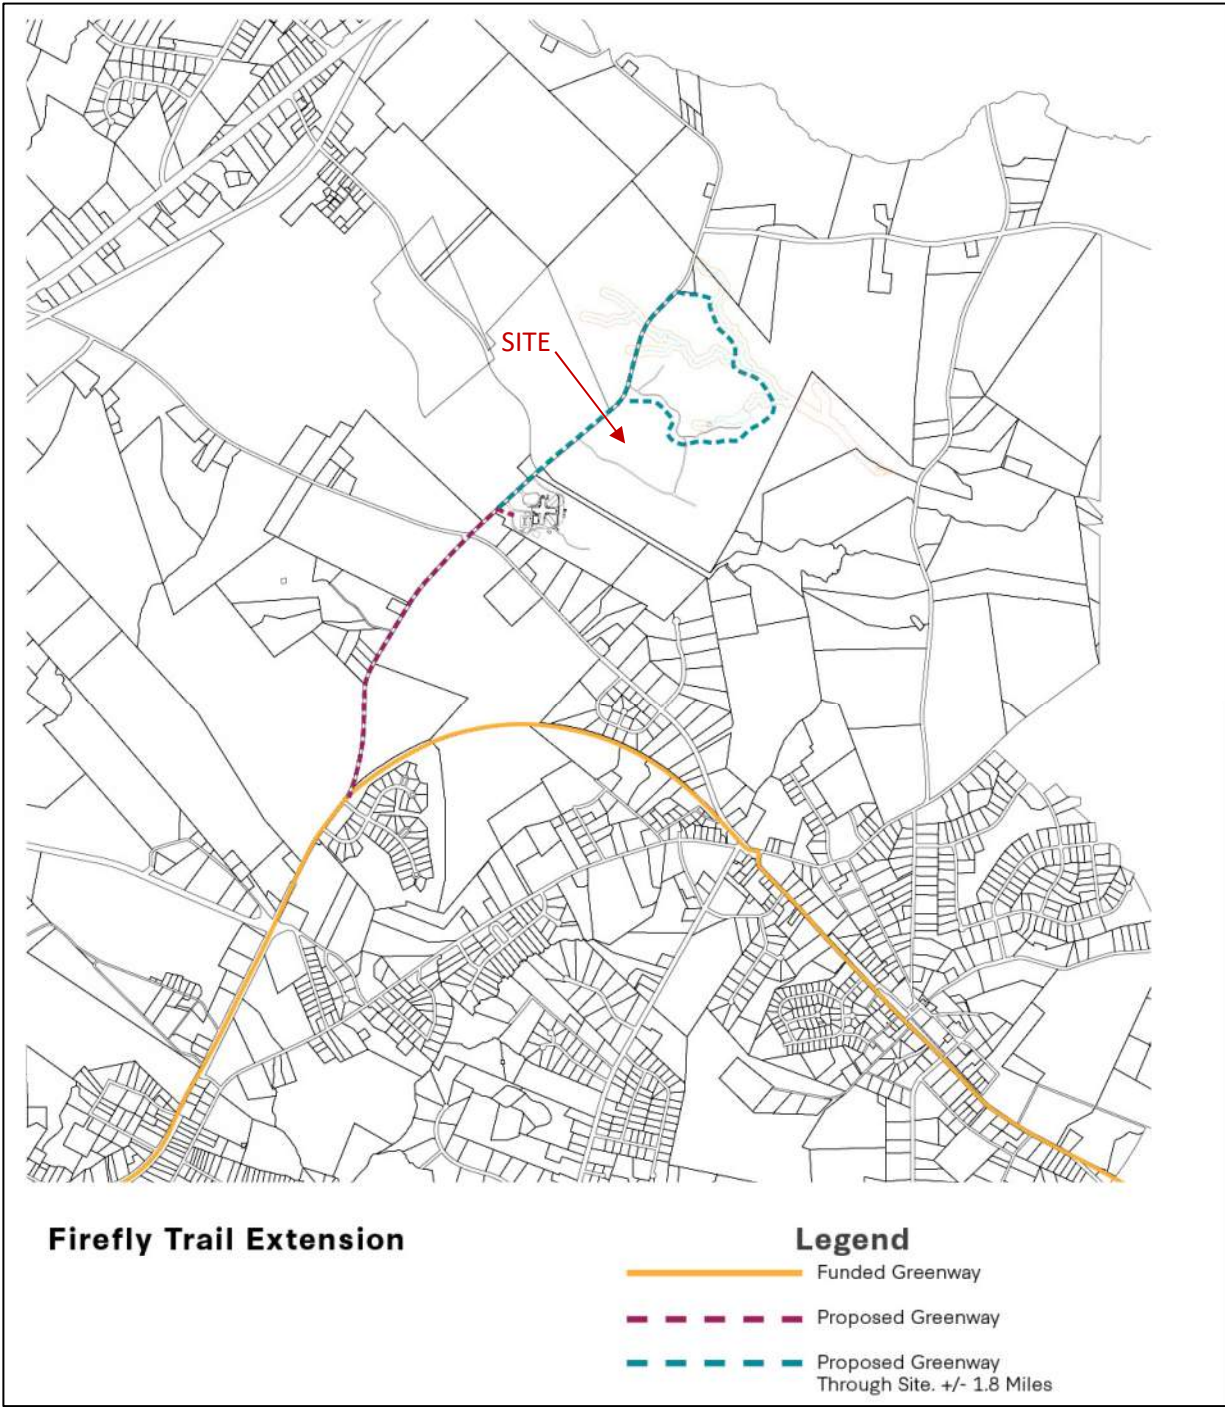 SITE
Firefly Trail Extension
Legend
Funded Greenway
Proposed Greenway
Proposed Greenway
Through Site. +/- 1.8 Miles